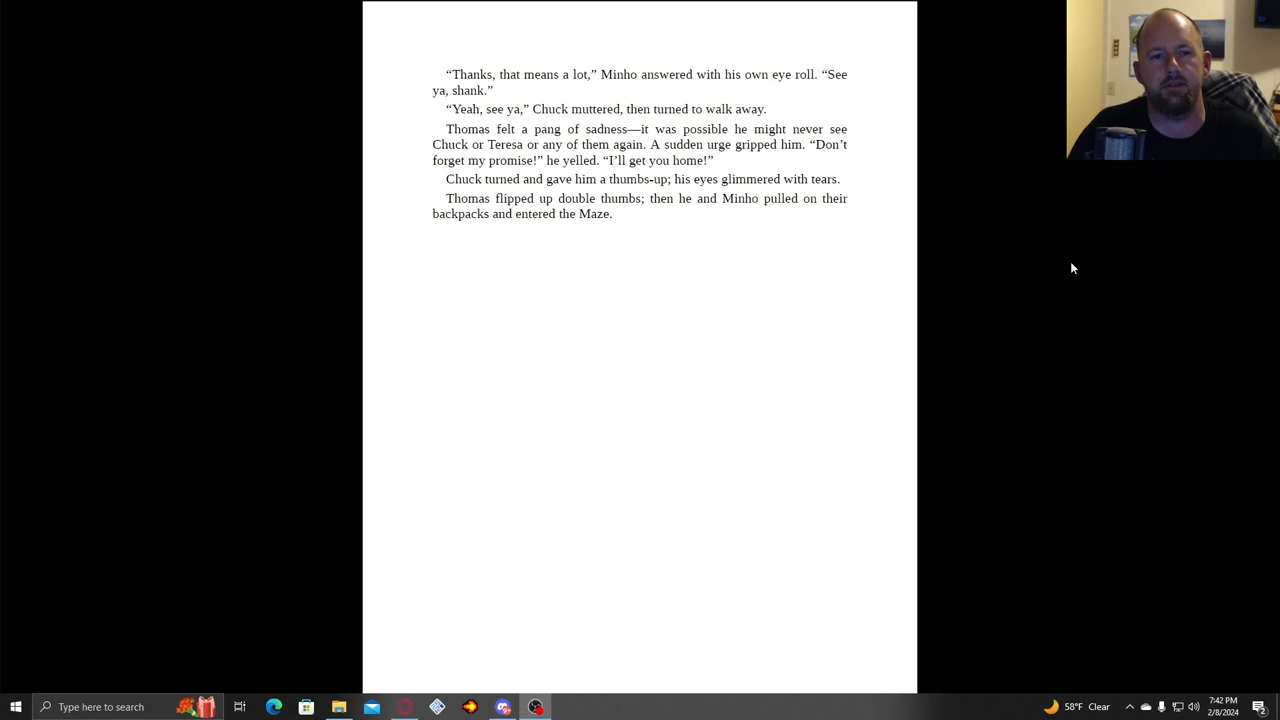 “Thanks, that means a lot,” Minho answered with his own eye roll. “See
ya, shank.”
“Yeah, see ya,” Chuck muttered, then turned to walk away.
Thomas felt a pang of sadness—it was possible he might never see
Chuck or Teresa or any of them again. A sudden urge gripped him. “Don’t
forget my promise!” he yelled. “I’ll get you home!”
Chuck turned and gave him a thumbs-up; his eyes glimmered with tears.
Thomas flipped up double thumbs; then he and Minho pulled on their
backpacks and entered the Maze.
Type here to search
58°F Clear
7:42 PM
2/8/2024
2